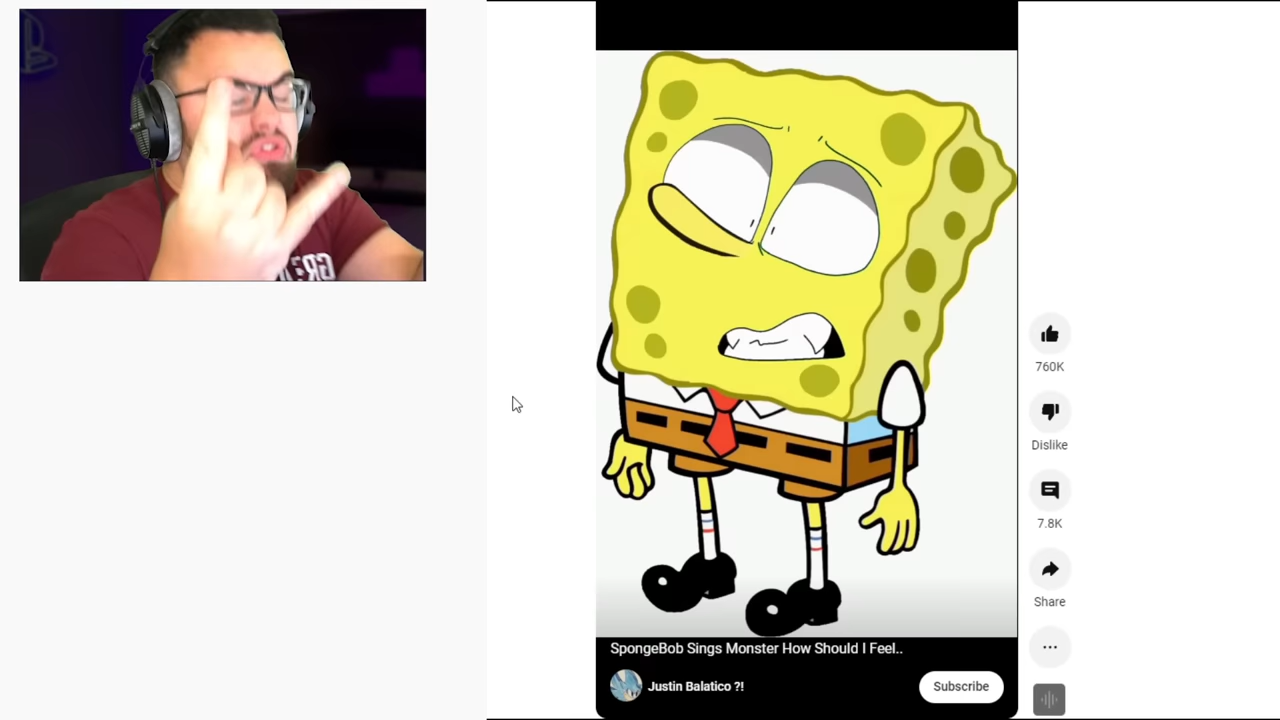 760K
Dislike
7.8K
Share
SpongeBob Sings Monster How Should I Feel..
Justin Balatico ?!
Subscribe